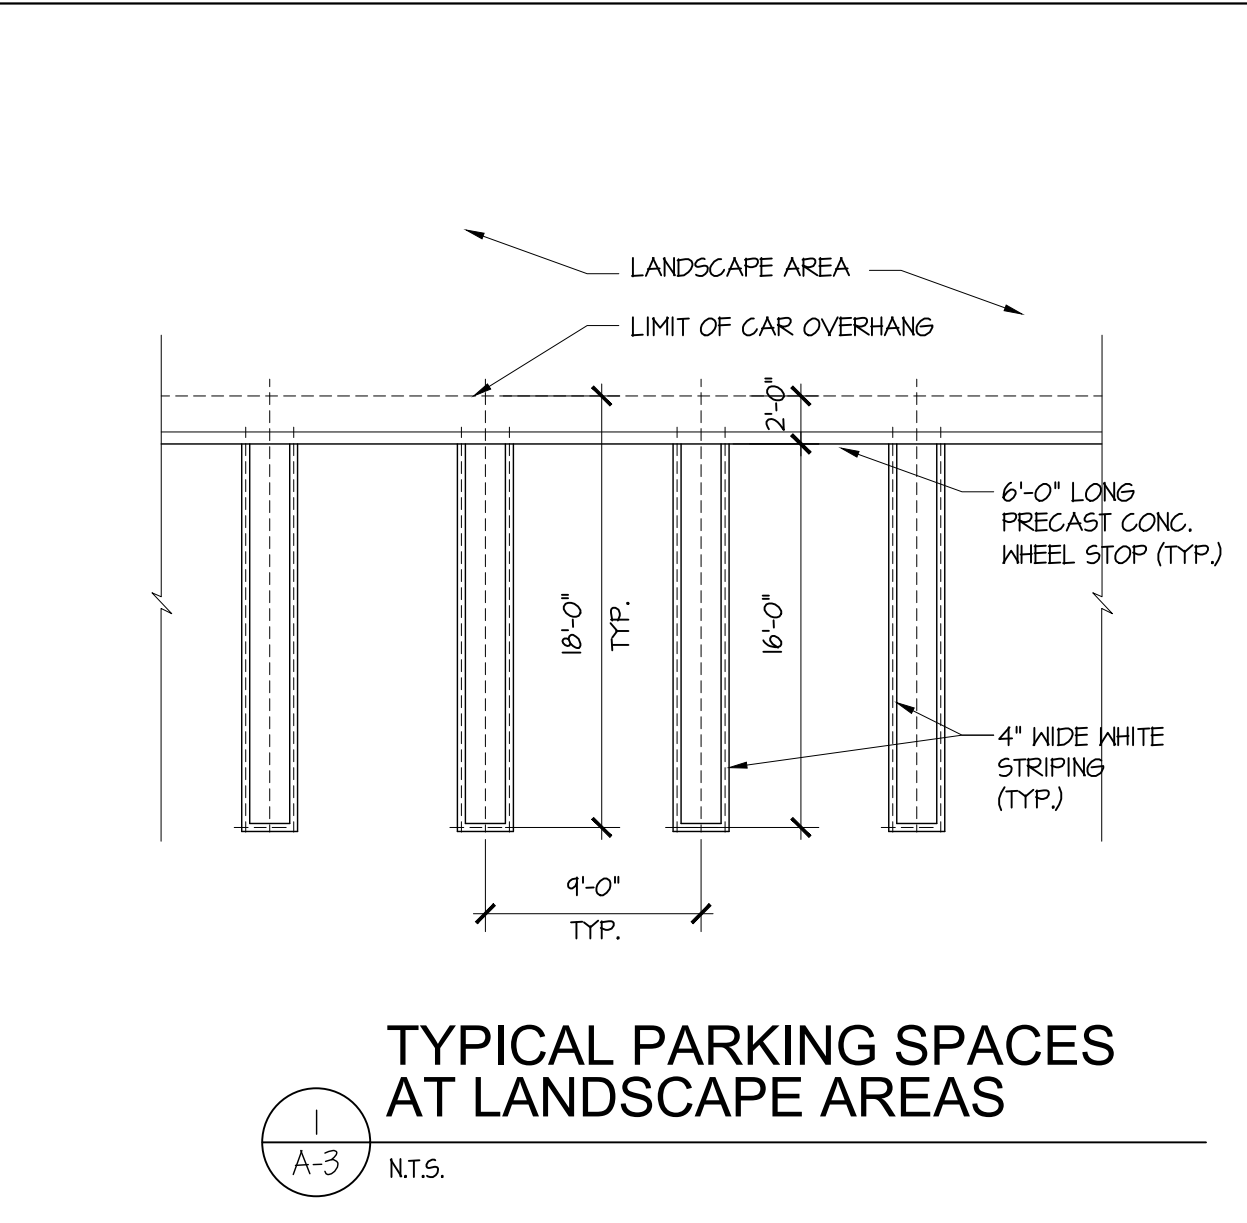 LANDSCAPE AREA
LIMIT OF CAR OVERHANG
2'-0"
6'-0" LONG
PRECAST CONC.
WHEEL STOP (TYP.)
18'-0"
TYP.
16'-0"
4" WIDE WHITE
STRIPING
(TYP.)
9'-0"
TYP.
TYPICAL PARKING SPACES
AT LANDSCAPE AREAS
1
A-3
N.T.S.